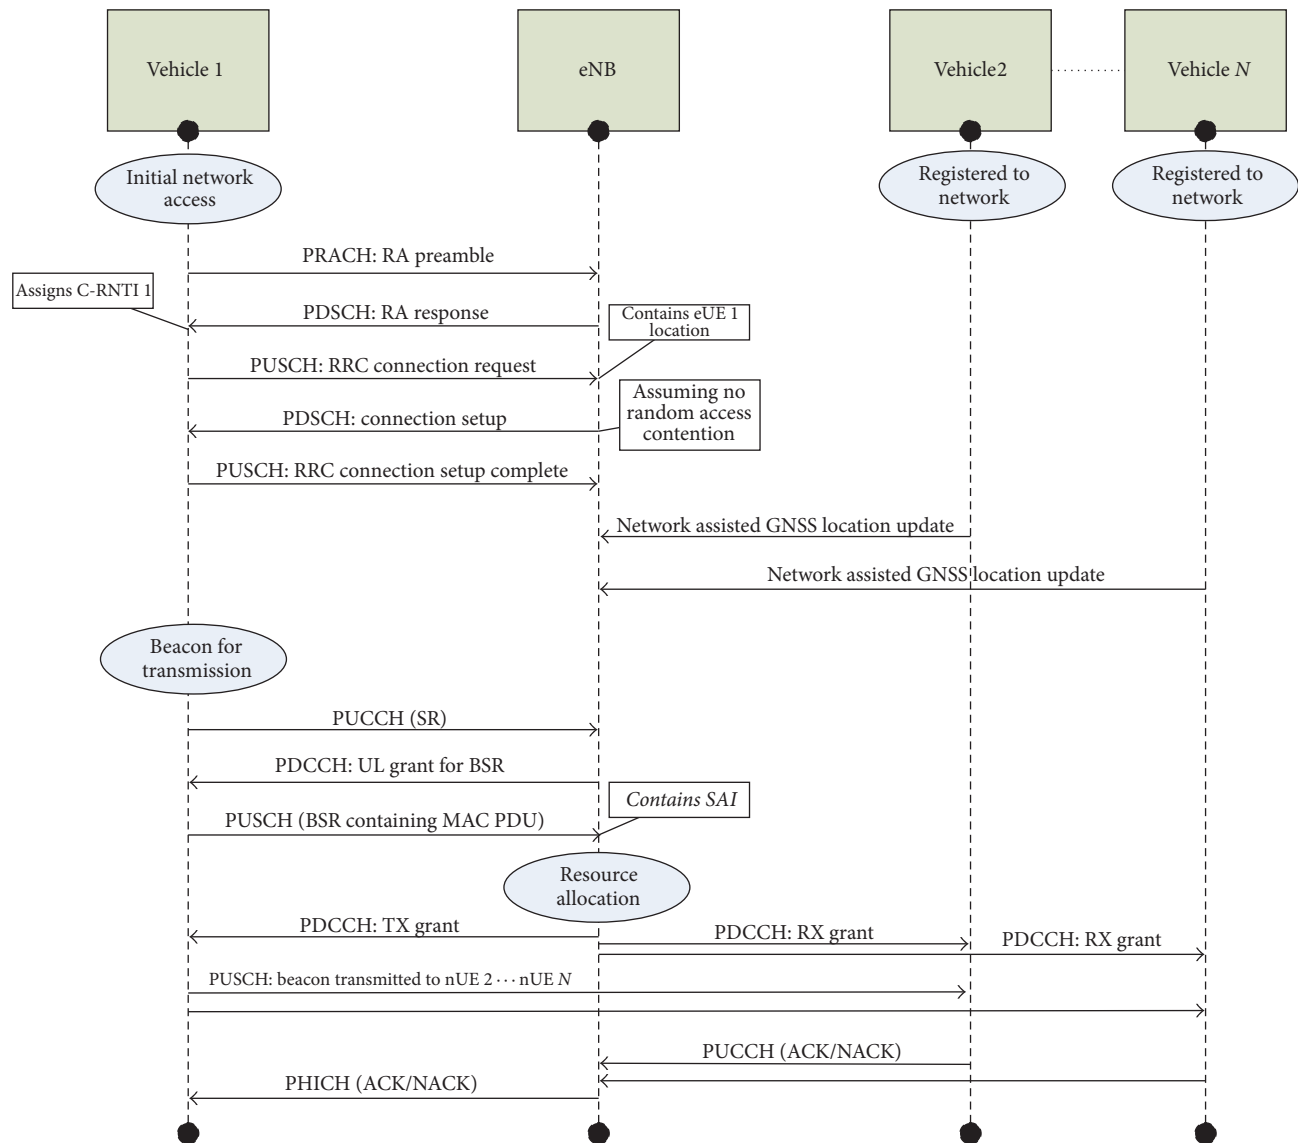 Vehicle 1
eNB
Vehicle2
Vehicle N
Initial network
access
Registered to
network
Registered to
network
PRACH: RA preamble
Assigns C-RNTI 1
PDSCH: RA response
Contains eUE 1
location
PUSCH: RRC connection request
Assuming no
random access
contention
PDSCH: connection setup
PUSCH: RRC connection setup complete
Network assisted GNSS location update
Network assisted GNSS location update
Beacon for
transmission
PUCCH (SR)
PDCCH: UL grant for BSR
Contains SAI
PUSCH (BSR containing MAC PDU)
Resource
allocation
PDCCH: TX grant
PDCCH: RX grant
PDCCH: RX grant
PUSCH: beacon transmitted to nUE 2 ⋯ nUE N
PUCCH (ACK/NACK)
PHICH (ACK/NACK)